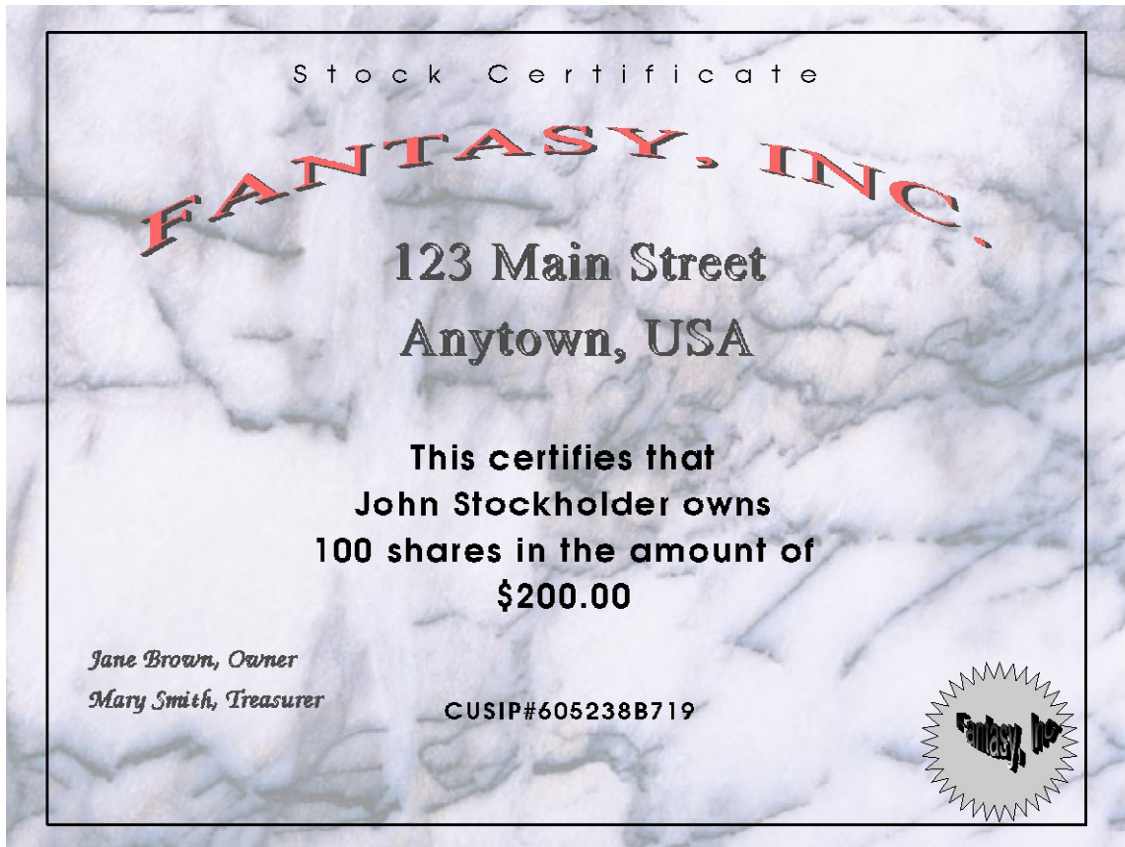 Stock Certificate
FANTASY, INC.
123 Main Street
Anytown, USA
This certifies that
John Stockholder owns
100 shares in the amount of
$200.00
Jane Brown, Owner
Mary Smith, Treasurer
CUSIP#605238B719
Fantasy, Inc